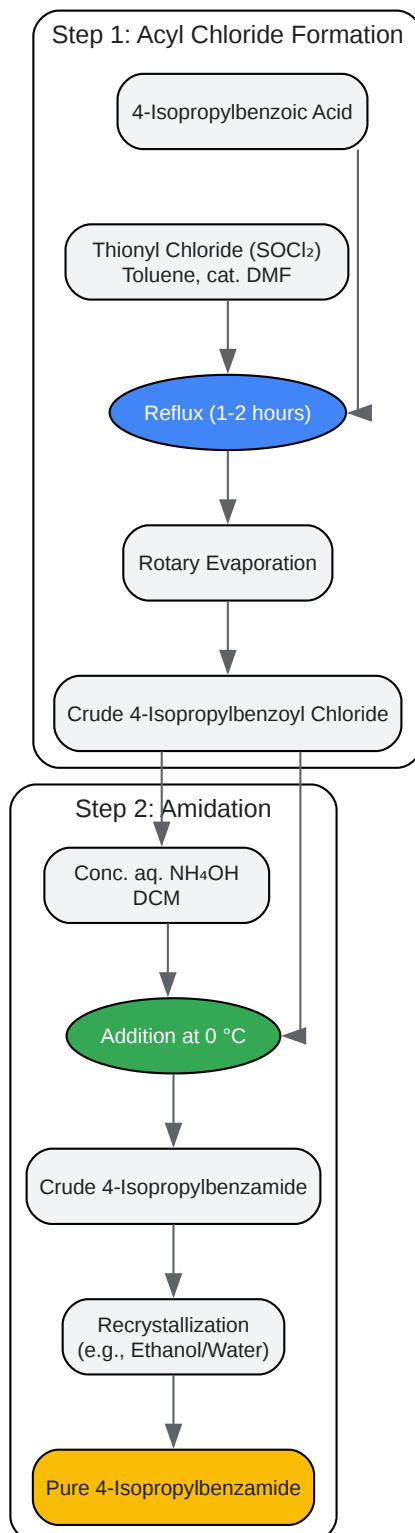 Step 1: Acyl Chloride Formation
4-Isopropylbenzoic Acid
Thionyl Chloride (SOCl₂)
Toluene, cat. DMF
Reflux (1-2 hours)
Rotary Evaporation
Crude 4-Isopropylbenzoyl Chloride
Step 2: Amidation
Conc. aq. NH₄OH
DCM
Addition at 0 °C
Crude 4-Isopropylbenzamide
Recrystallization
(e.g., Ethanol/Water)
Pure 4-Isopropylbenzamide